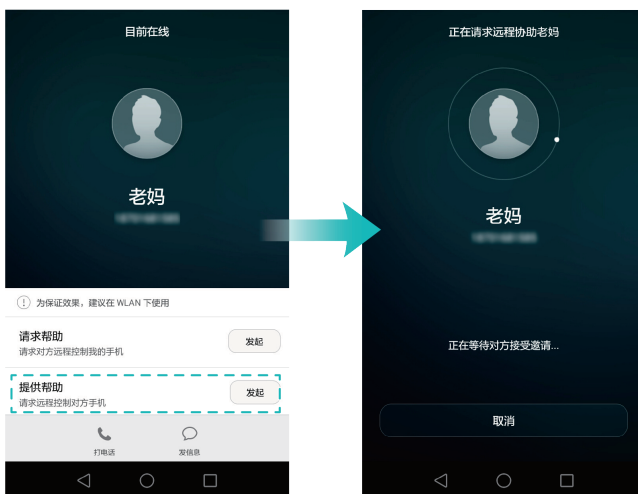 目前在线
老妈
为保证效果，建议在 WLAN 下使用
请求帮助
请求对方远程控制我的手机
发起
提供帮助
请求远程控制对方手机
发起
打电话
发信息
正在请求远程协助老妈
老妈
正在等待对方接受邀请...
取消